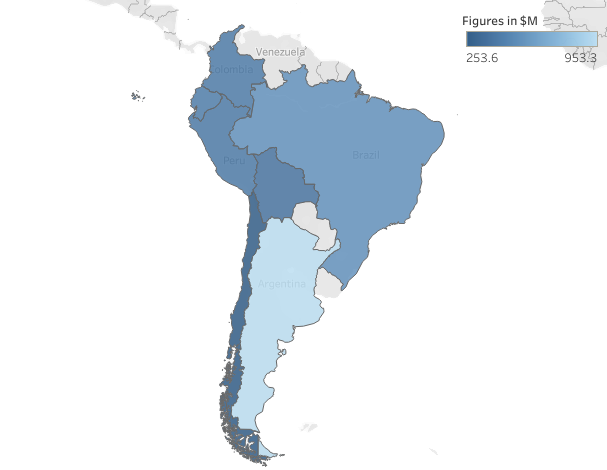 Figures in $M
253.6 953.3
Venezuela
Colombia
Brazil
Peru
Argentina